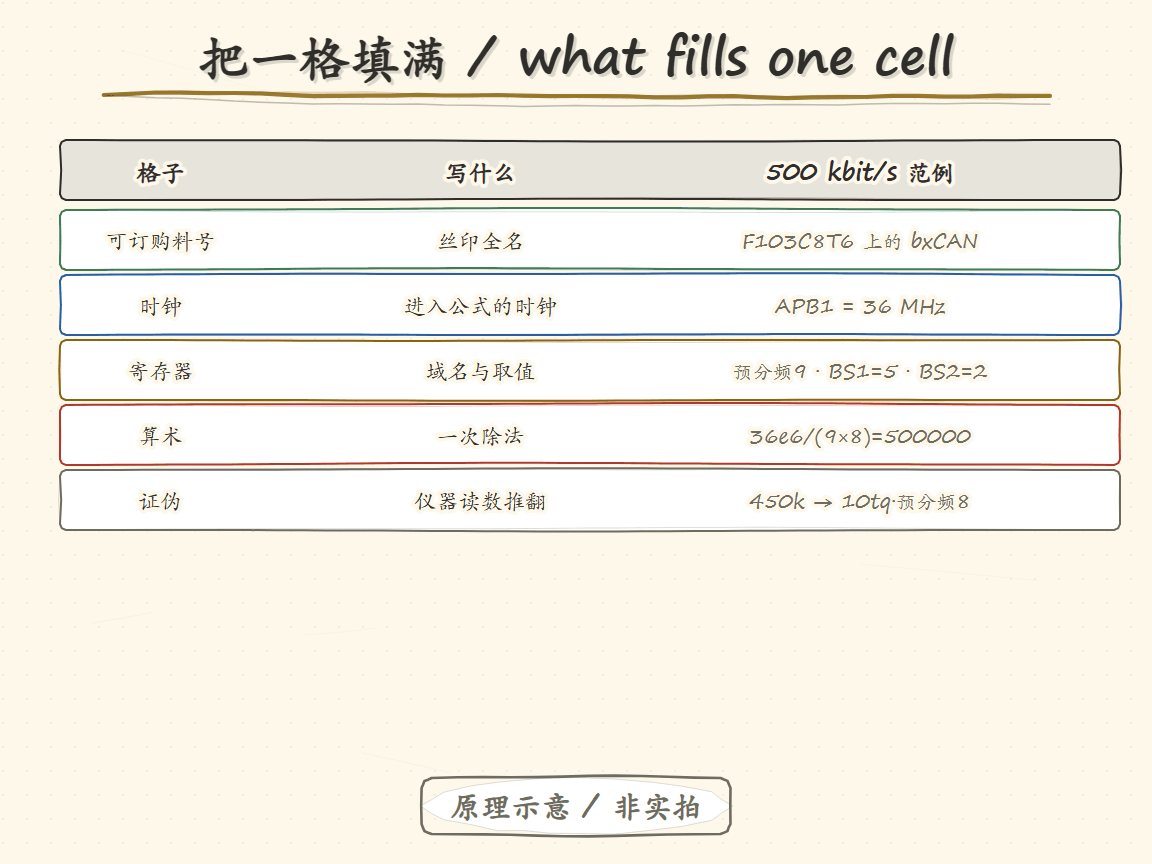 把一格填满 / what fills one cell
格子 写什么 500 kbit/s 范例
可订购料号 丝印全名 F103C8T6 上的 bxCAN
时钟 进入公式的时钟 APB1 = 36 MHz
寄存器 域名与取值 预分频9 · BS1=5 · BS2=2
算术 一次除法 36e6/(9×8)=500000
证伪 仪器读数推翻 450k → 10tq·预分频8
原理示意 / 非实拍